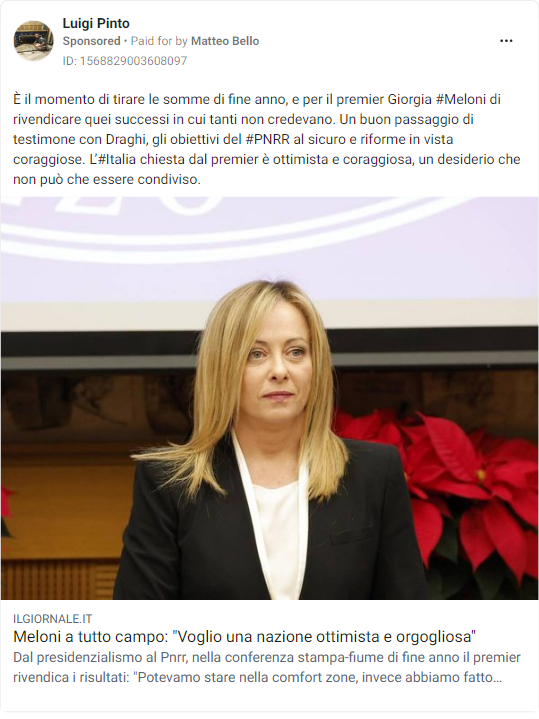 Luigi Pinto
Sponsored • Paid for by Matteo Bello
ID: 1568829003608097
È il momento di tirare le somme di fine anno, e per il premier Giorgia #Meloni di
rivendicare quei successi in cui tanti non credevano. Un buon passaggio di
testimone con Draghi, gli obiettivi del #PNRR al sicuro e riforme in vista
coraggiose. L'#Italia chiesta dal premier è ottimista e coraggiosa, un desiderio che
non può che essere condiviso.
ILGIORNALE.IT
Meloni a tutto campo: "Voglio una nazione ottimista e orgogliosa"
Dal presidenzialismo al Pnrr, nella conferenza stampa-fiume di fine anno il premier
rivendica i risultati: "Potevamo stare nella comfort zone, invece abbiamo fatto…